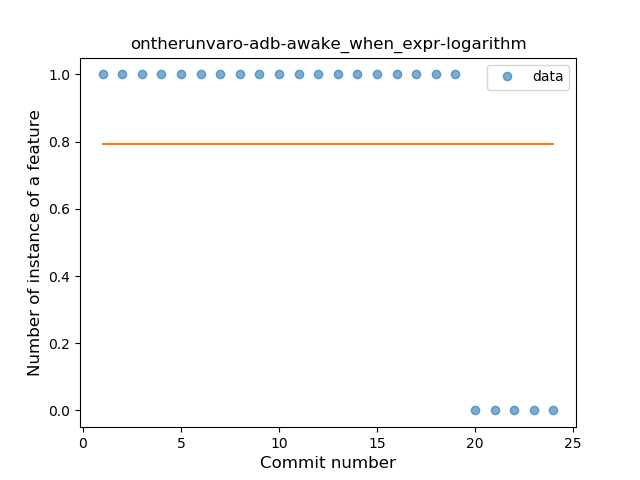 ontherunvaro-adb-awake_when_expr-logarithm
data
Number of instance of a feature
1.0
0.8
0.6
0.4
0.2
0.0
0 5 10 15 20 25
Commit number